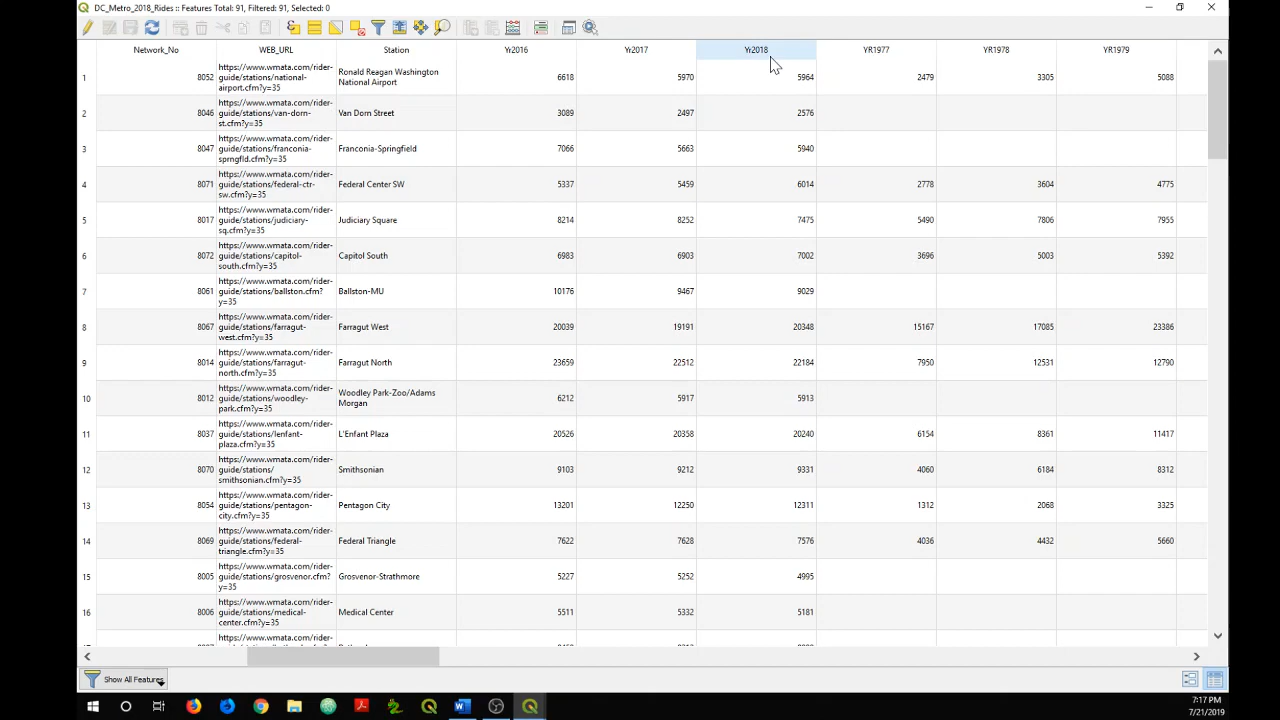 DC_Metro_2018_Rides :: Features Total: 91, Filtered: 91, Selected: 0
Network_No WEB_URL Station Yr2016 Yr2017 Yr2018 YR1977 YR1978 YR1979
1 8052 https://www.wmata.com/rider-
guide/stations/national-
airport.cfm?y=35
Ronald Reagan Washington
National Airport
6618 5970 5964 2479 3305 5088
2 8046 https://www.wmata.com/rider-
guide/stations/van-dorn-
st.cfm?y=35
Van Dorn Street 3089 2497 2576
3 8047 https://www.wmata.com/rider-
guide/stations/franconia-
sprngfld.cfm?y=35
Franconia-Springfield 7066 5663 5940
4 8071 https://www.wmata.com/rider-
guide/stations/federal-ctr-
sw.cfm?y=35
Federal Center SW 5337 5459 6014 2778 3604 4775
5 8017 https://www.wmata.com/rider-
guide/stations/judiciary-
sq.cfm?y=35
Judiciary Square 8214 8252 7475 5490 7806 7955
6 8072 https://www.wmata.com/rider-
guide/stations/capitol-
south.cfm?y=35
Capitol South 6983 6903 7002 3696 5003 5392
7 8061 https://www.wmata.com/rider-
guide/stations/ballston.cfm?
y=35
Ballston-MU 10176 9467 9029
8 8067 https://www.wmata.com/rider-
guide/stations/farragut-
west.cfm?y=35
Farragut West 20039 19191 20348 15167 17085 23386
9 8014 https://www.wmata.com/rider-
guide/stations/farragut-
north.cfm?y=35
Farragut North 23659 22512 22184 7950 12531 12790
10 8012 https://www.wmata.com/rider-
guide/stations/woodley-
park.cfm?y=35
Woodley Park-Zoo/Adams
Morgan
6212 5917 5913
11 8037 https://www.wmata.com/rider-
guide/stations/lenfant-
plaza.cfm?y=35
L'Enfant Plaza 20526 20358 20240 6154 8361 11417
12 8070 https://www.wmata.com/rider-
guide/stations/
smithsonian.cfm?y=35
Smithsonian 9103 9212 9331 4060 6184 8312
13 8054 https://www.wmata.com/rider-
guide/stations/pentagon-
city.cfm?y=35
Pentagon City 13201 12250 12311 1312 2068 3325
14 8069 https://www.wmata.com/rider-
guide/stations/federal-
triangle.cfm?y=35
Federal Triangle 7622 7628 7576 4036 4432 5660
15 8005 https://www.wmata.com/rider-
guide/stations/grosvenor.cfm?
y=35
Grosvenor-Strathmore 5227 5252 4995
16 8006 https://www.wmata.com/rider-
guide/stations/medical-
center.cfm?y=35
Medical Center 5511 5332 5181
https://www.wmata.com/rider-
Show All Features
7:17 PM
7/21/2019